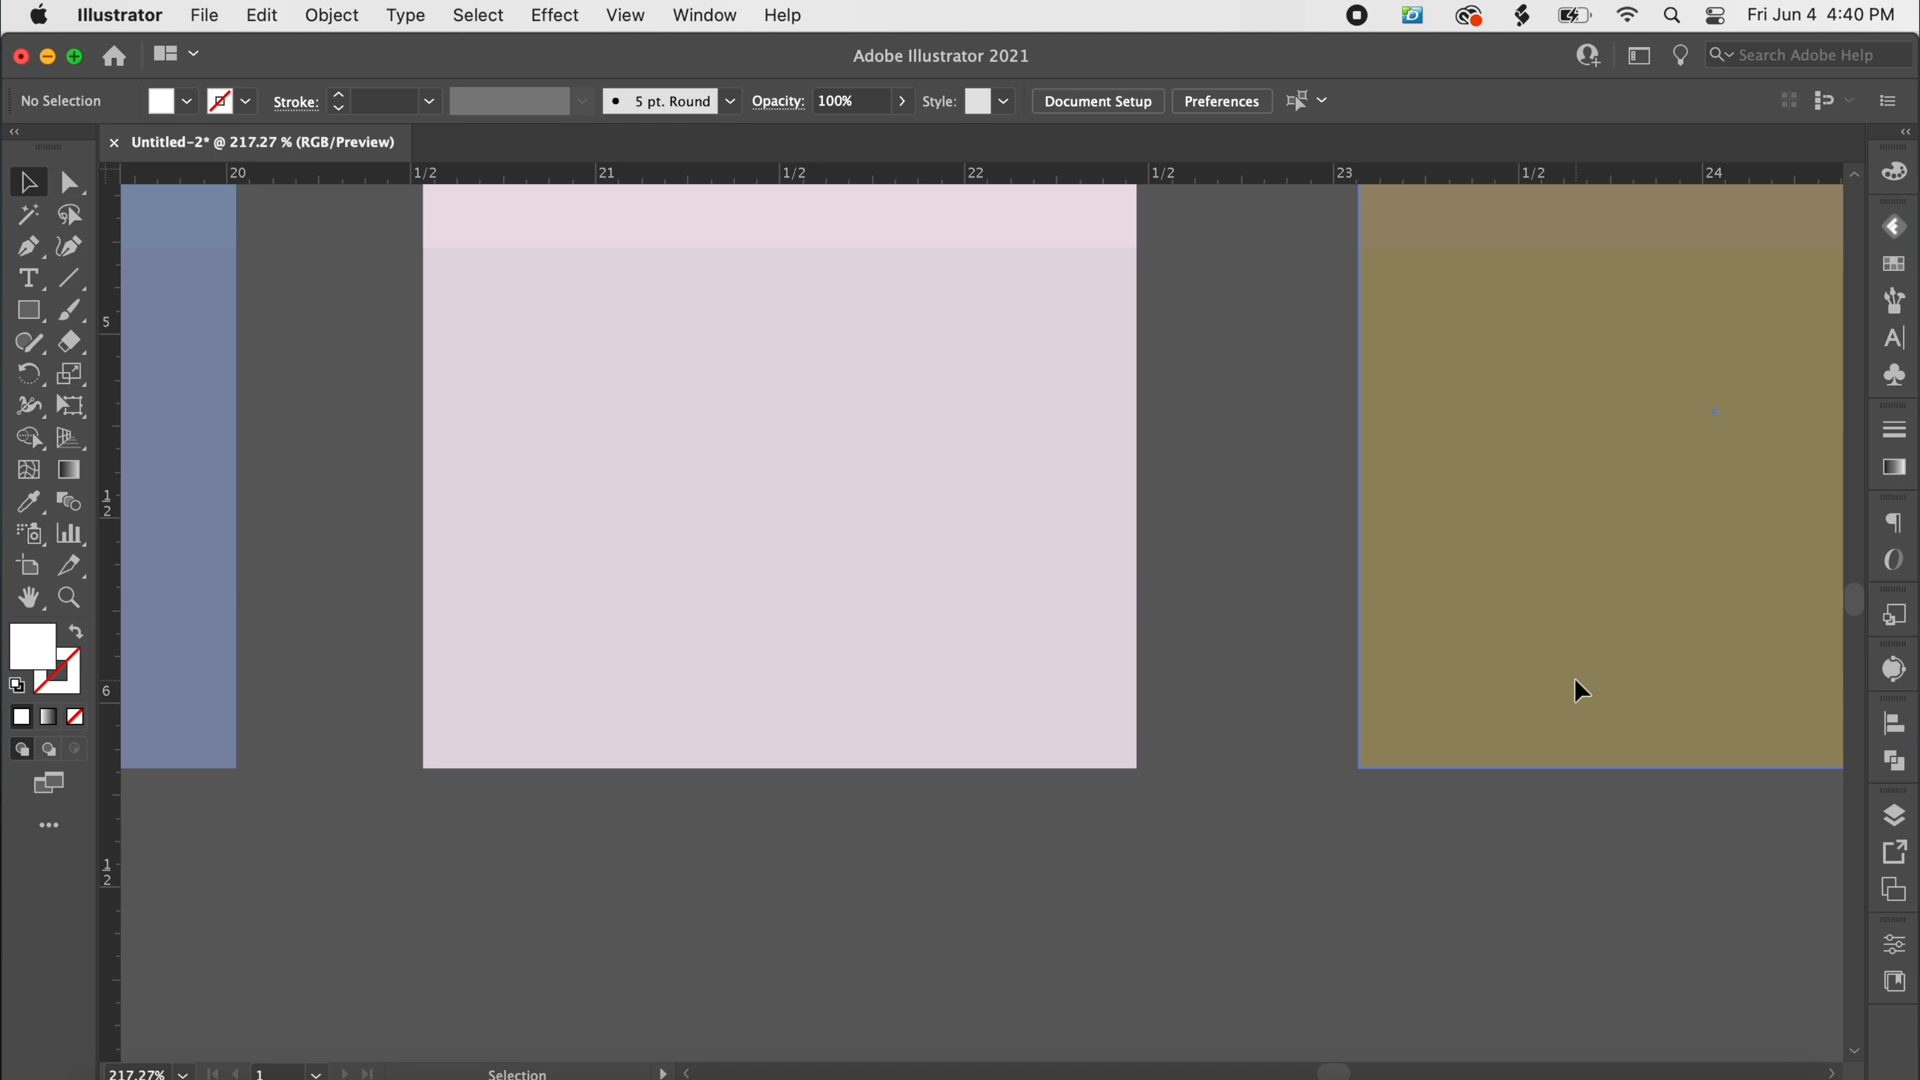 Illustrator File Edit Object Type Select Effect View Window Help Fri Jun 4 4:40 PM
Adobe Illustrator 2021 Search Adobe Help
No Selection Stroke: 5 pt. Round Opacity: 100% Style: Document Setup Preferences
× Untitled-2* @ 217.27 % (RGB/Preview)
20 1/2 21 1/2 22 1/2 23 1/2 24
5
1
2
6
1
2
217.27% 1 Selection